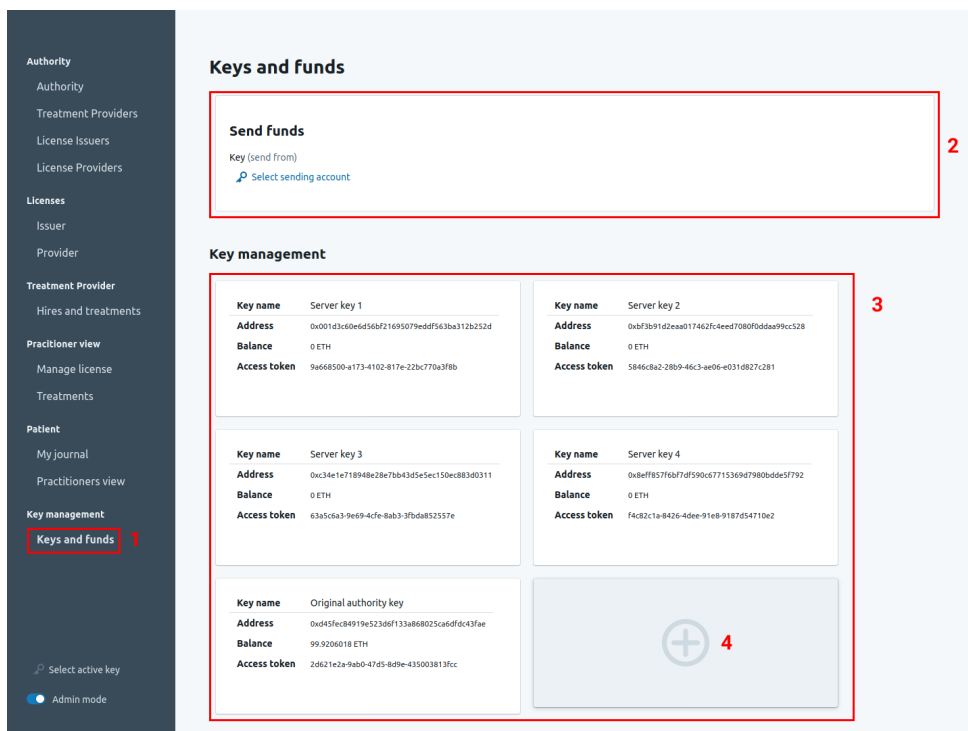 Authority
Authority
Treatment Providers
License Issuers
License Providers
Licenses
Issuer
Provider
Treatment Provider
Hires and treatments
Pracitioner view
Manage license
Treatments
Patient
My journal
Practitioners view
Key management
Keys and funds 1
Select active key
Admin mode
Keys and funds
Send funds
Key (send from)
Select sending account
2
Key management
3
Key name Server key 1
Address 0x001d3c60e6d56bf21695079eddf563ba312b252d
Balance 0 ETH
Access token 9a668500-a173-4102-817e-22bc770a3f8b
Key name Server key 2
Address 0xbf3b91d2eaa017462fc4eed7080f0ddaa99cc528
Balance 0 ETH
Access token 5846c8a2-28b9-46c3-ae06-e031d827c281
Key name Server key 3
Address 0xc34e1e718948e28e7bb43d5e5ec150ec883d0311
Balance 0 ETH
Access token 63a5c6a3-9e69-4cfe-8ab3-3fbda852557e
Key name Server key 4
Address 0x8eff857f6bf7df590c67715369d7980bdde5f792
Balance 0 ETH
Access token f4c82c1a-8426-4dee-91e8-9187d54710e2
Key name Original authority key
Address 0xd45fec84919e523d6f133a868025ca6dfdc43fae
Balance 99.9206018 ETH
Access token 2d621e2a-9ab0-47d5-8d9e-435003813fcc
4